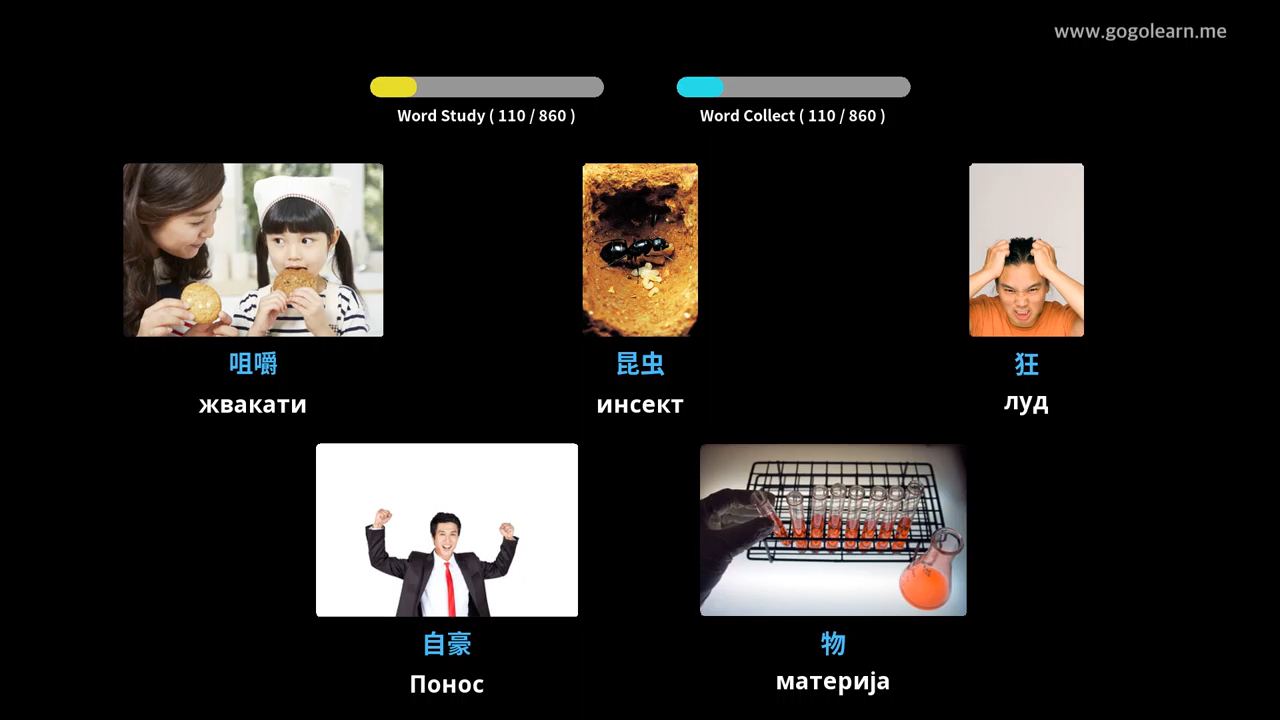 www.gogolearn.me
Word Study ( 110 / 860 )
Word Collect ( 110 / 860 )
咀嚼
жвакати
昆虫
инсект
狂
луд
自豪
Понос
物
материја